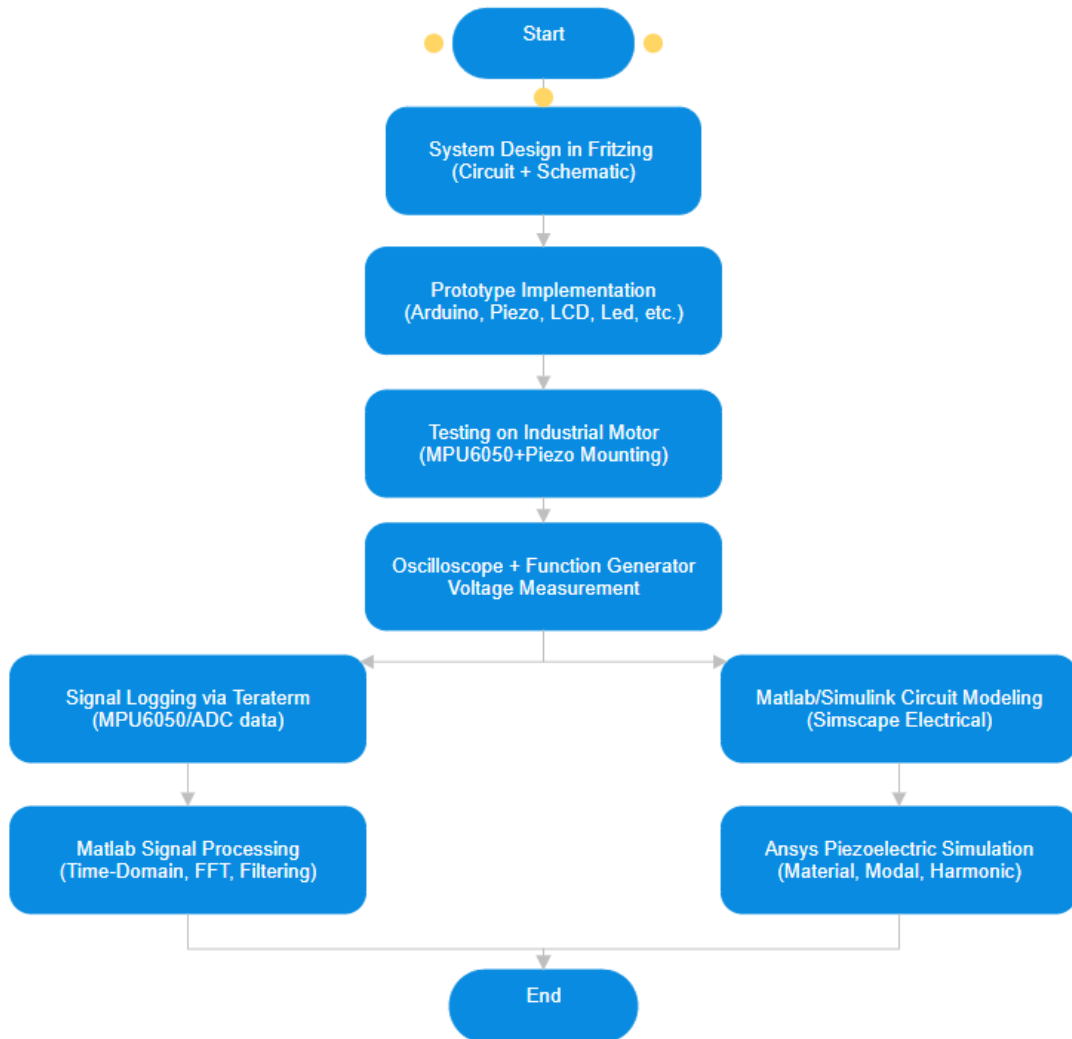 Start
System Design in Fritzing
(Circuit + Schematic)
Prototype Implementation
(Arduino, Piezo, LCD, Led, etc.)
Testing on Industrial Motor
(MPU6050+Piezo Mounting)
Oscilloscope + Function Generator
Voltage Measurement
Signal Logging via Teraterm
(MPU6050/ADC data)
Matlab/Simulink Circuit Modeling
(Simscape Electrical)
Matlab Signal Processing
(Time-Domain, FFT, Filtering)
Ansys Piezoelectric Simulation
(Material, Modal, Harmonic)
End